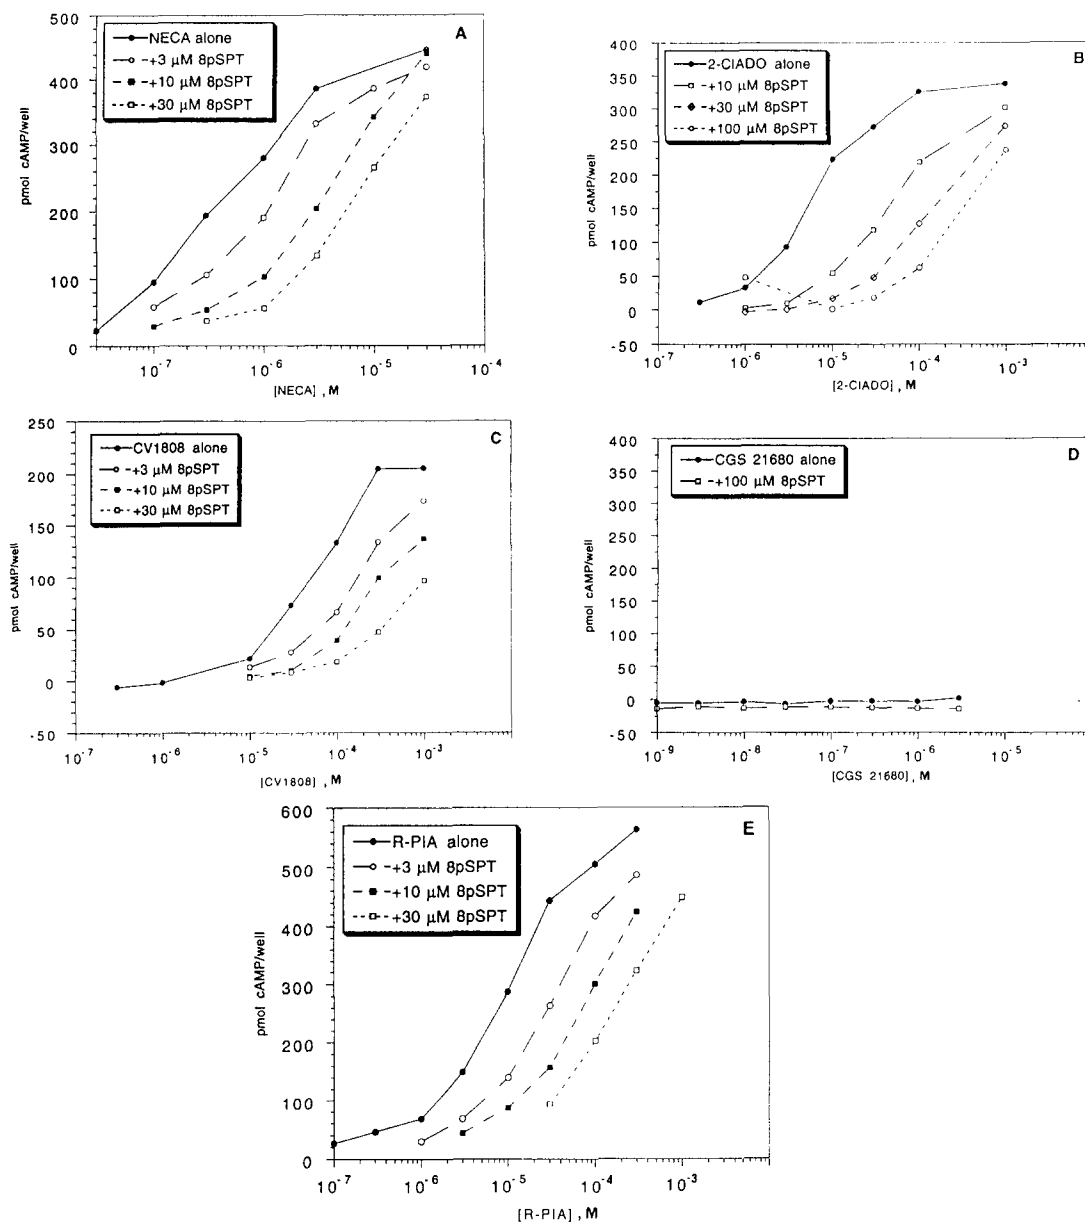 A
NECA alone
+3 µM 8pSPT
+10 µM 8pSPT
+30 µM 8pSPT
pmol cAMP/well
500
400
300
200
100
0
10-7
10-6
10-5
10-4
[NECA] , M
B
2-ClADO alone
+10 µM 8pSPT
+30 µM 8pSPT
+100 µM 8pSPT
pmol cAMP/well
400
350
300
250
200
150
100
50
0
-50
10-7
10-6
10-5
10-4
10-3
[2-ClADO] , M
C
CV1808 alone
+3 µM 8pSPT
+10 µM 8pSPT
+30 µM 8pSPT
pmol cAMP/well
250
200
150
100
50
0
-50
10-7
10-6
10-5
10-4
10-3
[CV1808] , M
D
CGS 21680 alone
+100 µM 8pSPT
pmol cAMP/well
400
350
300
250
200
150
100
50
0
-50
10-9
10-8
10-7
10-6
10-5
[CGS 21680] , M
E
R-PIA alone
+3 µM 8pSPT
+10 µM 8pSPT
+30 µM 8pSPT
pmol cAMP/well
600
500
400
300
200
100
0
10-7
10-6
10-5
10-4
10-3
[R-PIA] , M